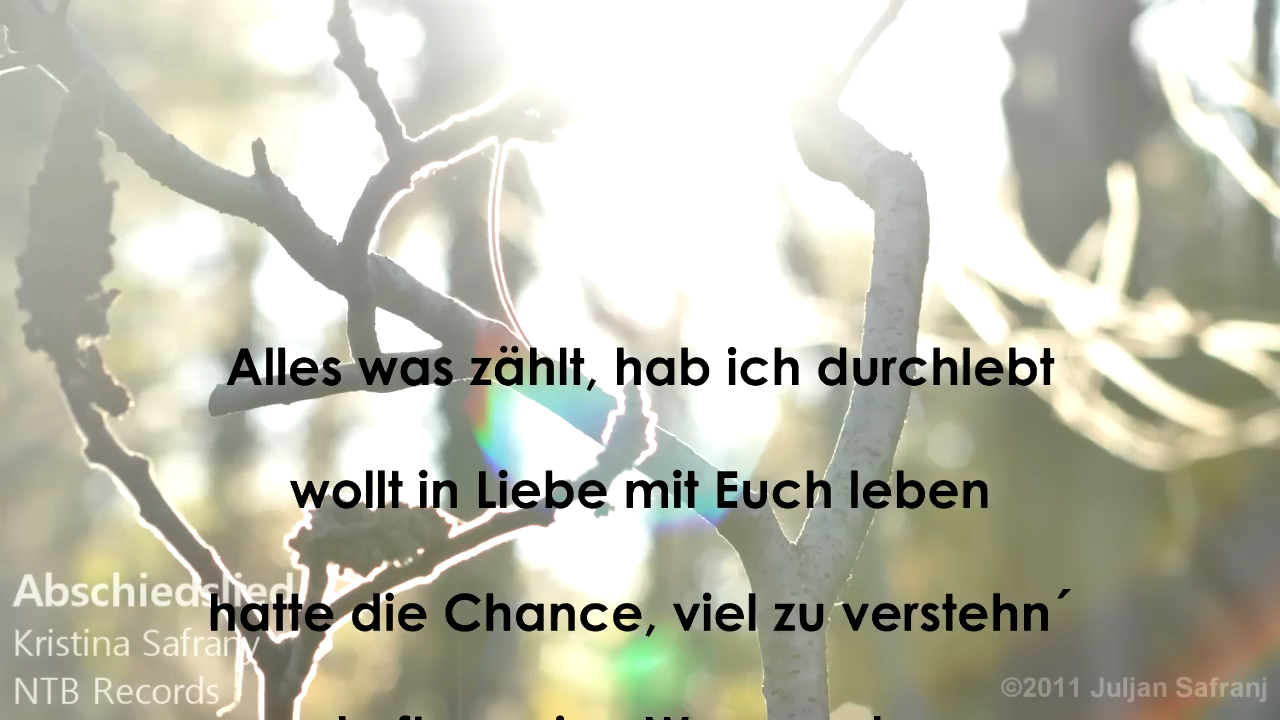 Alles was zählt, hab ich durchlebt
wollt in Liebe mit Euch leben
hatte die Chance, viel zu verstehn´
Abschiedslied
Kristina Safrany
NTB Records
©2011 Juljan Safranj